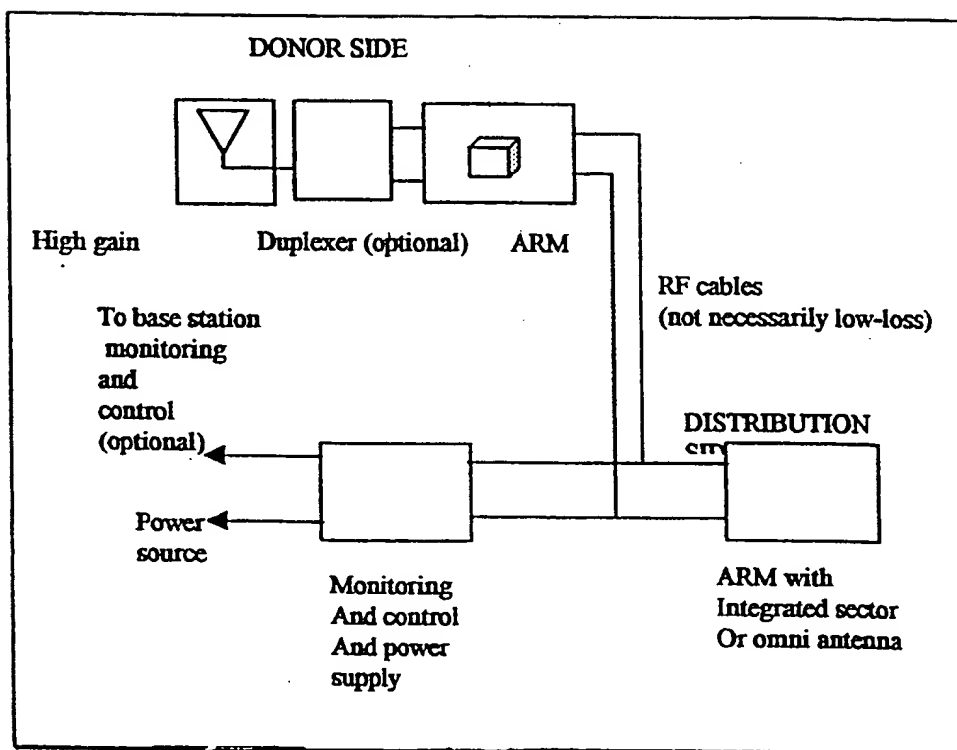 DONOR SIDE
High gain
Duplexer (optional)
ARM
RF cables
(not necessarily low-loss)
To base station
monitoring
and
control
(optional)
DISTRIBUTION
Power
source
Monitoring
And control
And power
supply
ARM with
Integrated sector
Or omni antenna